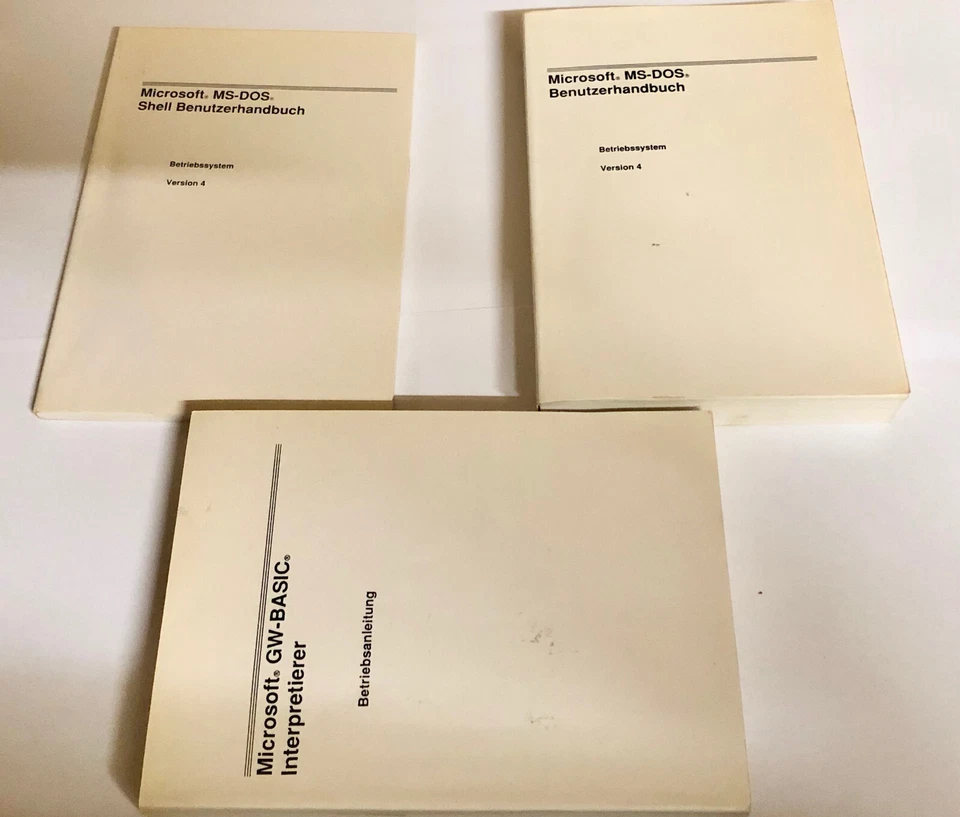 Microsoft® MS-DOS®
Shell Benutzerhandbuch
Betriebssystem
Version 4
Microsoft® MS-DOS®
Benutzerhandbuch
Betriebssystem
Version 4
Microsoft® GW-BASIC®
Interpretierer
Betriebsanleitung